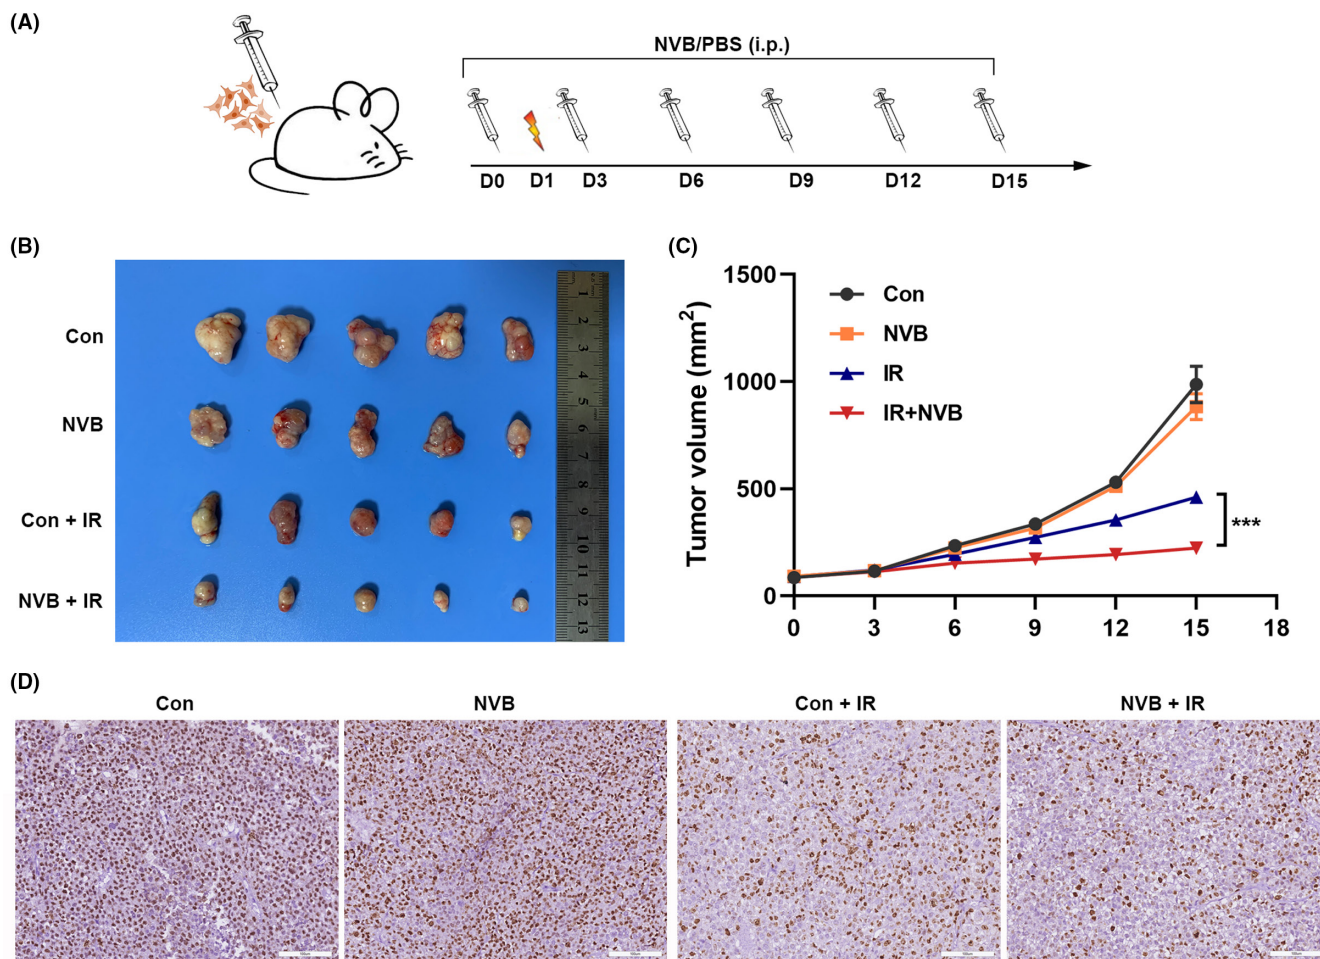 (A)
NVB/PBS (i.p.)
D0 D1 D3 D6 D9 D12 D15
(B)
Con
NVB
Con + IR
NVB + IR
1
2
3
4
5
6
7
8
9
10
11
12
13
(C)
Tumor volume (mm²)
1500
1000
500
0
Con
NVB
IR
IR+NVB
***
0 3 6 9 12 15 18
(D)
Con NVB Con + IR NVB + IR